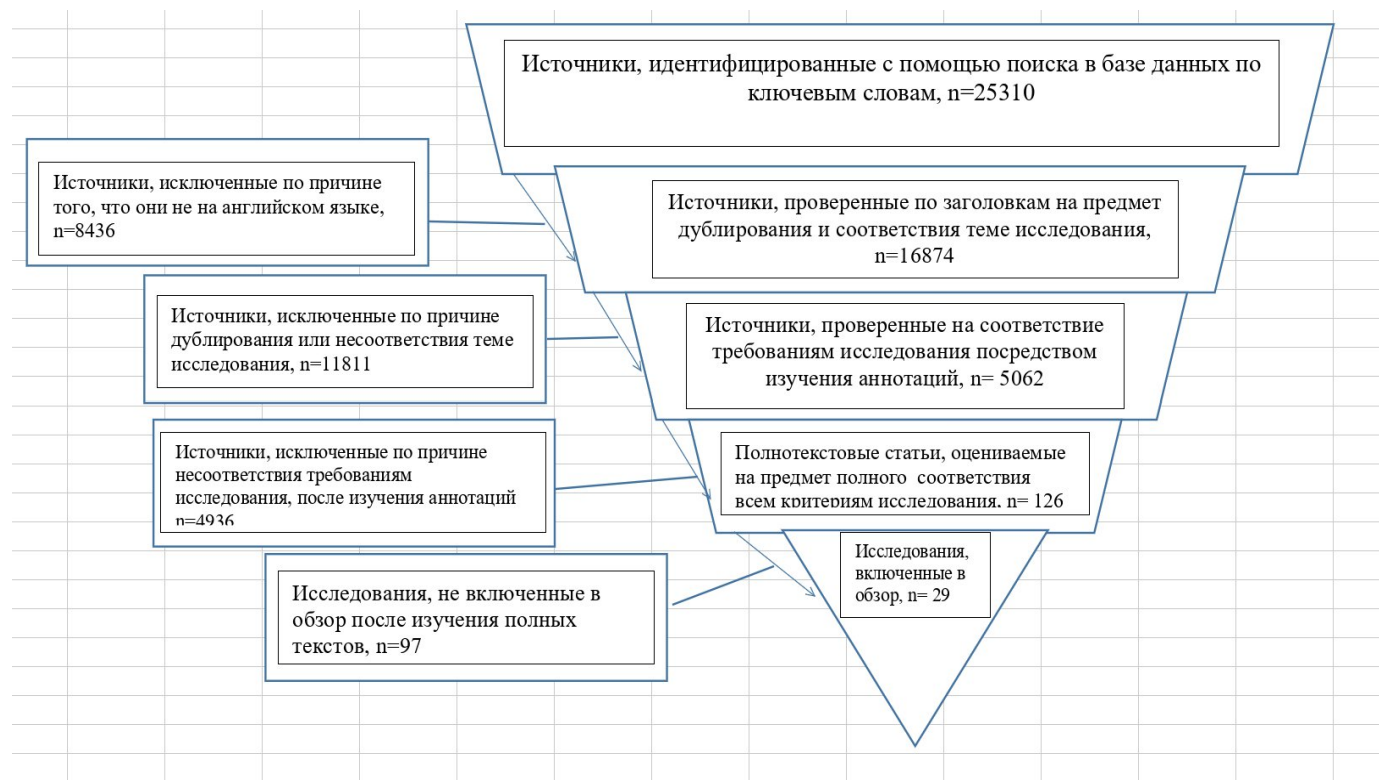 Источники, идентифицированные с помощью поиска в базе данных по
ключевым словам, n=25310
Источники, исключенные по причине
того, что они не на английском языке,
n=8436
Источники, проверенные по заголовкам на предмет
дублирования и соответствия теме исследования,
n=16874
Источники, исключенные по причине
дублирования или несоответствия теме
исследования, n=11811
Источники, проверенные на соответствие
требованиям исследования посредством
изучения аннотаций, n= 5062
Источники, исключенные по причине
несоответствия требованиям
исследования, после изучения аннотаций
n=4936
Полнотекстовые статьи, оцениваемые
на предмет полного соответствия
всем критериям исследования, n= 126
Исследования, не включенные в
обзор после изучения полных
текстов, n=97
Исследования,
включенные в
обзор, n= 29